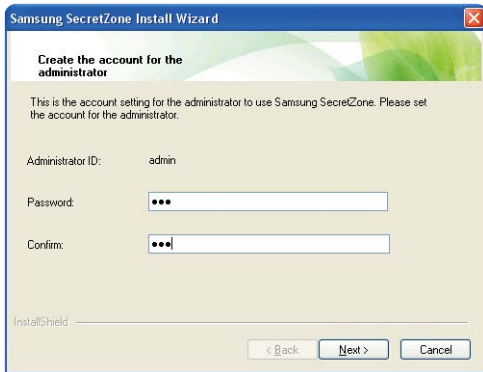 Samsung SecretZone Install Wizard
Create the account for the
administrator
This is the account setting for the administrator to use Samsung SecretZone. Please set
the account for the administrator.
Administrator ID: admin
Password: •••
Confirm: •••
InstallShield
< Back Next > Cancel